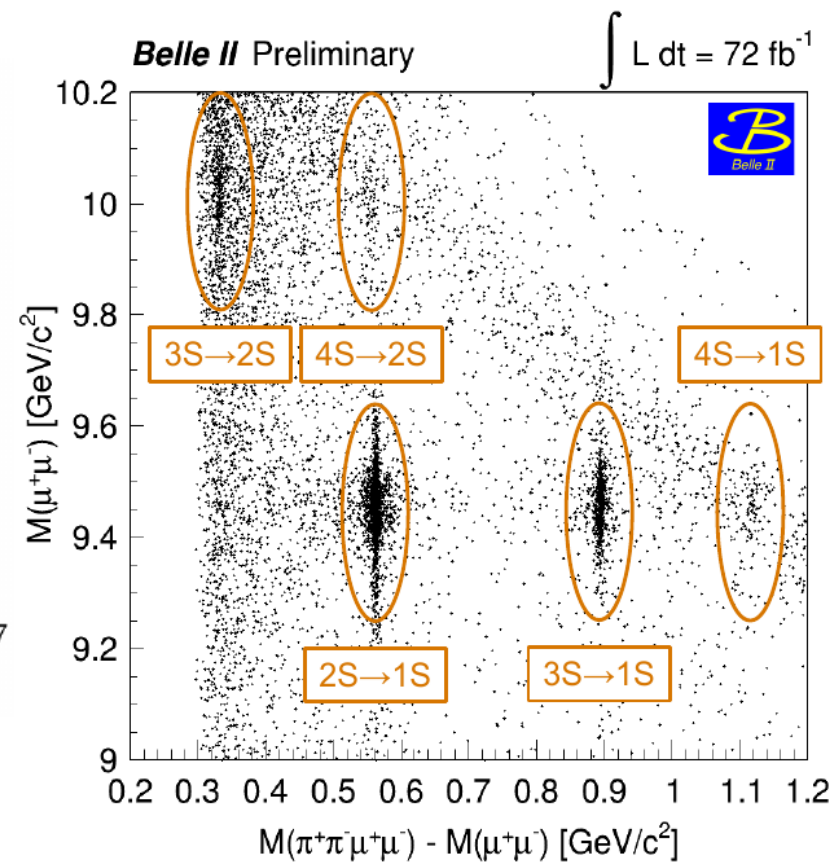 Belle II Preliminary
∫ L dt = 72 fb⁻¹
B
Belle II
10.2
10
9.8
9.6
9.4
9.2
9
M(μ⁺μ⁻) [GeV/c²]
3S→2S
4S→2S
4S→1S
2S→1S
3S→1S
7
0.2 0.3 0.4 0.5 0.6 0.7 0.8 0.9 1 1.1 1.2
M(π⁺π⁻μ⁺μ⁻) - M(μ⁺μ⁻) [GeV/c²]